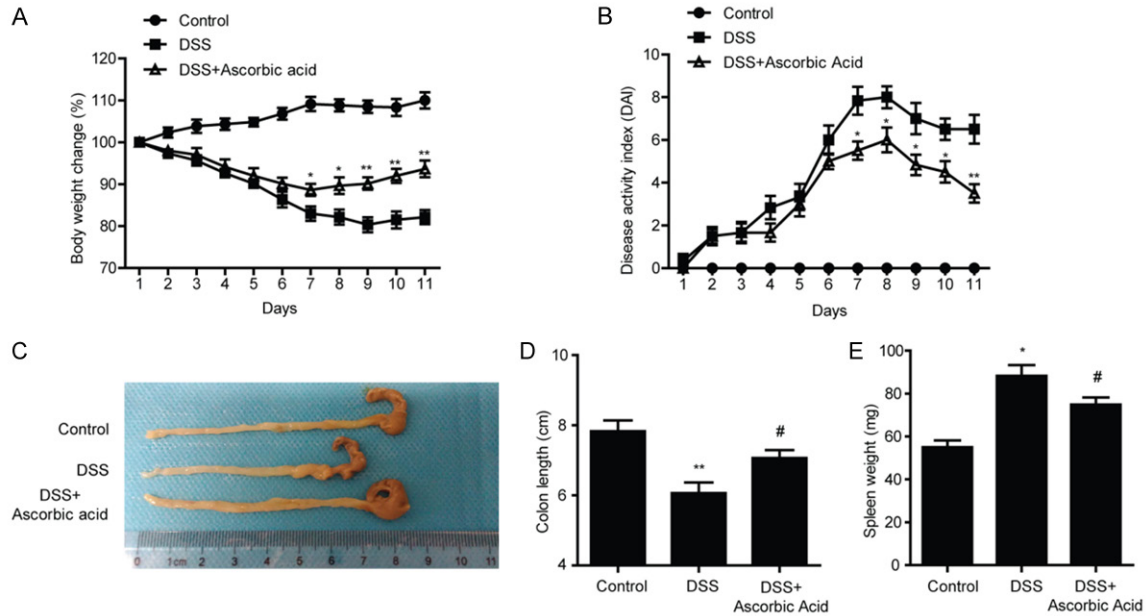 A
Control
DSS
DSS+Ascorbic acid
120
110
100
90
80
70
Body weight change (%)
* * ** ** **
1 2 3 4 5 6 7 8 9 10 11
Days
B
Control
DSS
DSS+Ascorbic Acid
10
8
6
4
2
0
Disease activity index (DAI)
* * * * **
1 2 3 4 5 6 7 8 9 10 11
Days
C
Control
DSS
DSS+
Ascorbic acid
0 1cm 2 3 4 5 6 7 8 9 10 11
D
10
8
6
4
Colon length (cm)
**
#
Control DSS DSS+
Ascorbic Acid
E
100
80
60
40
20
0
Spleen weight (mg)
*
#
Control DSS DSS+
Ascorbic Acid